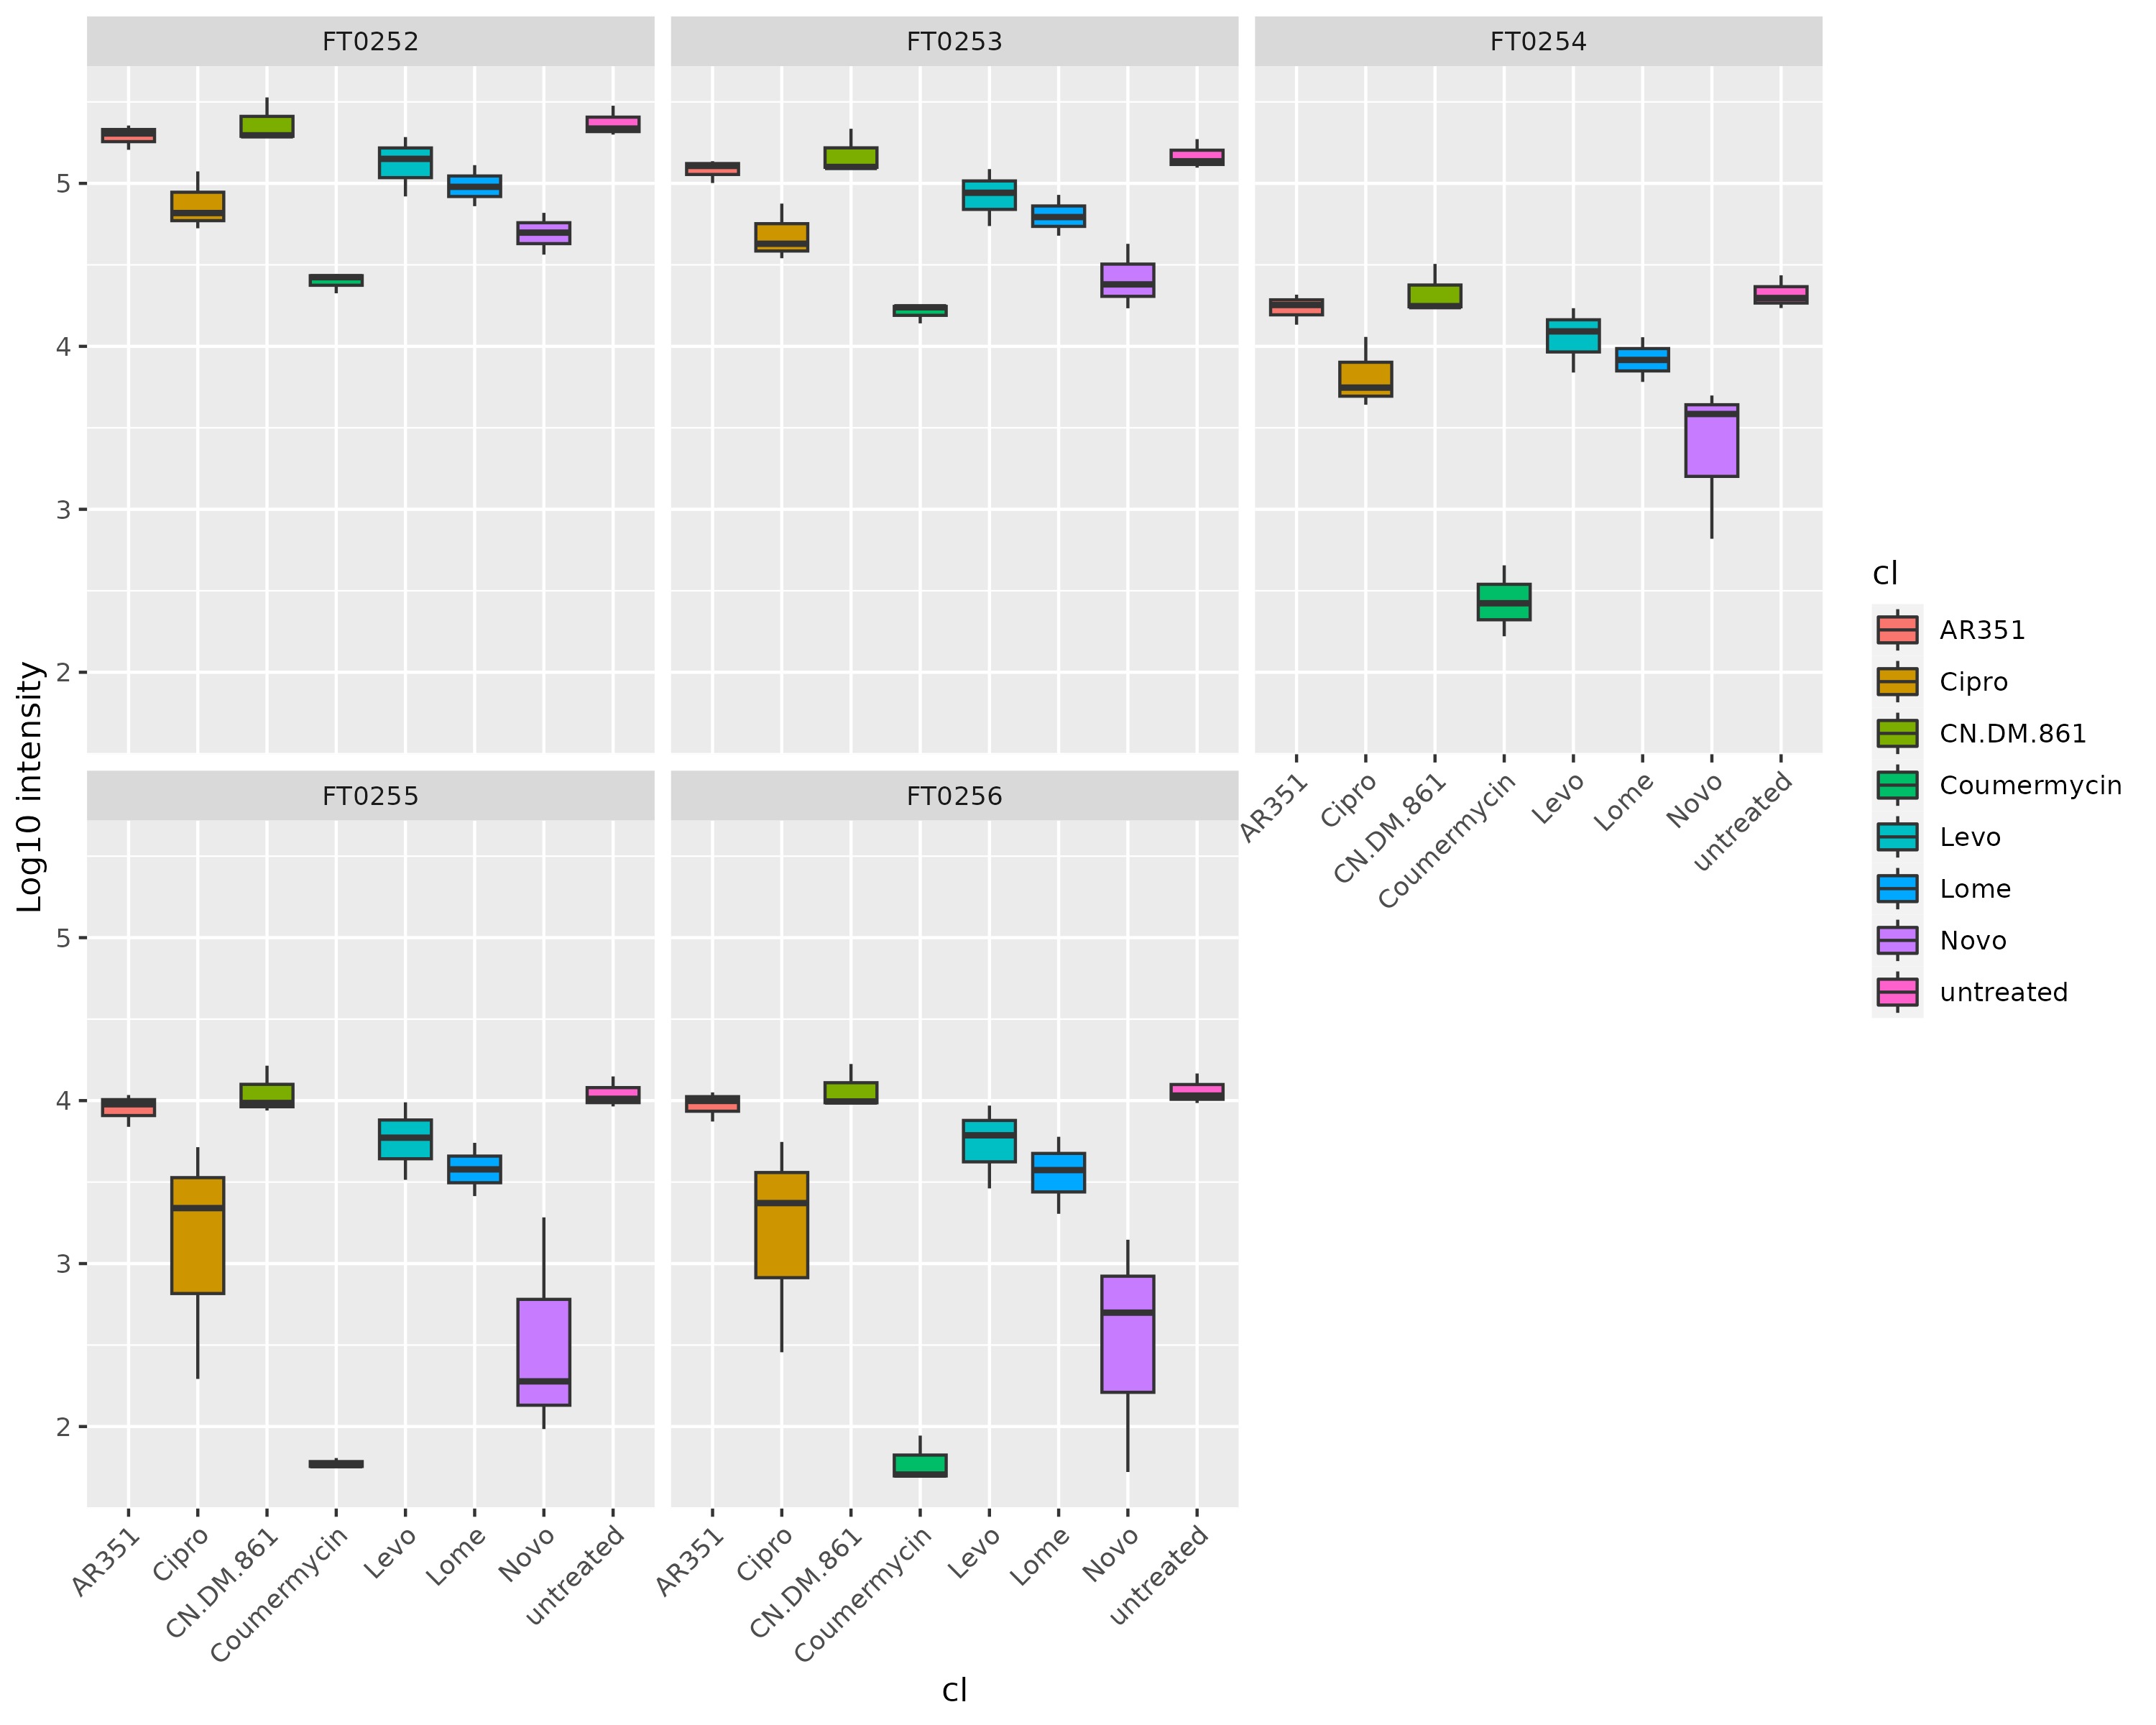 FT0252
FT0253
FT0254
5
4
3
2
AR351
Cipro
CN.DM.861
Coumermycin
Levo
Lome
Novo
untreated
FT0255
FT0256
5
4
3
2
AR351
Cipro
CN.DM.861
Coumermycin
Levo
Lome
Novo
untreated
AR351
Cipro
CN.DM.861
Coumermycin
Levo
Lome
Novo
untreated
Log10 intensity
cl
cl
AR351
Cipro
CN.DM.861
Coumermycin
Levo
Lome
Novo
untreated